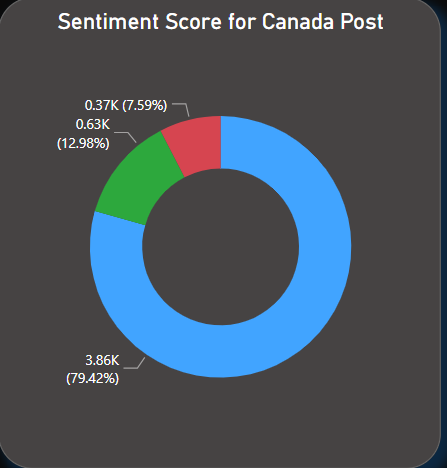 Sentiment Score for Canada Post
0.37K (7.59%)
0.63K
(12.98%)
3.86K
(79.42%)